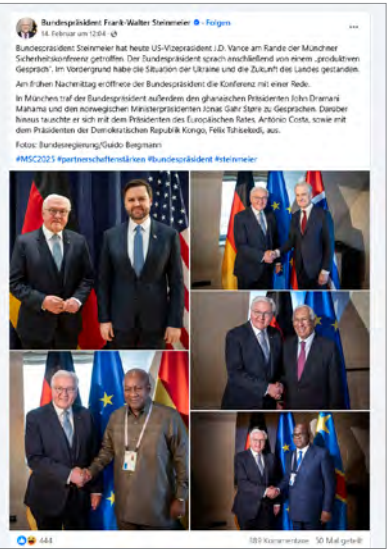 Bundespräsident Frank-Walter Steinmeier · Folgen
14. Februar um 12:04
Bundespräsident Steinmeier hat heute US-Vizepräsident J.D. Vance am Rande der Münchner
Sicherheitskonferenz getroffen. Der Bundespräsident sprach anschließend von einem „produktiven
Gespräch". Im Vordergrund habe die Situation der Ukraine und die Zukunft des Landes gestanden.
Am frühen Nachmittag eröffnete der Bundespräsident die Konferenz mit einer Rede.
In München traf der Bundespräsident außerdem den ghanaischen Präsidenten John Dramani
Mahama und den norwegischen Ministerpräsidenten Jonas Gahr Støre zu Gesprächen. Darüber
hinaus tauschte er sich mit dem Präsidenten des Europäischen Rates, António Costa, sowie mit
dem Präsidenten der Demokratischen Republik Kongo, Félix Tshisekedi, aus.
Fotos: Bundesregierung/Guido Bergmann
#MSC2025 #partnerschaftenstärken #bundespräsident #steinmeier
444
389 Kommentare 50 Mal geteilt